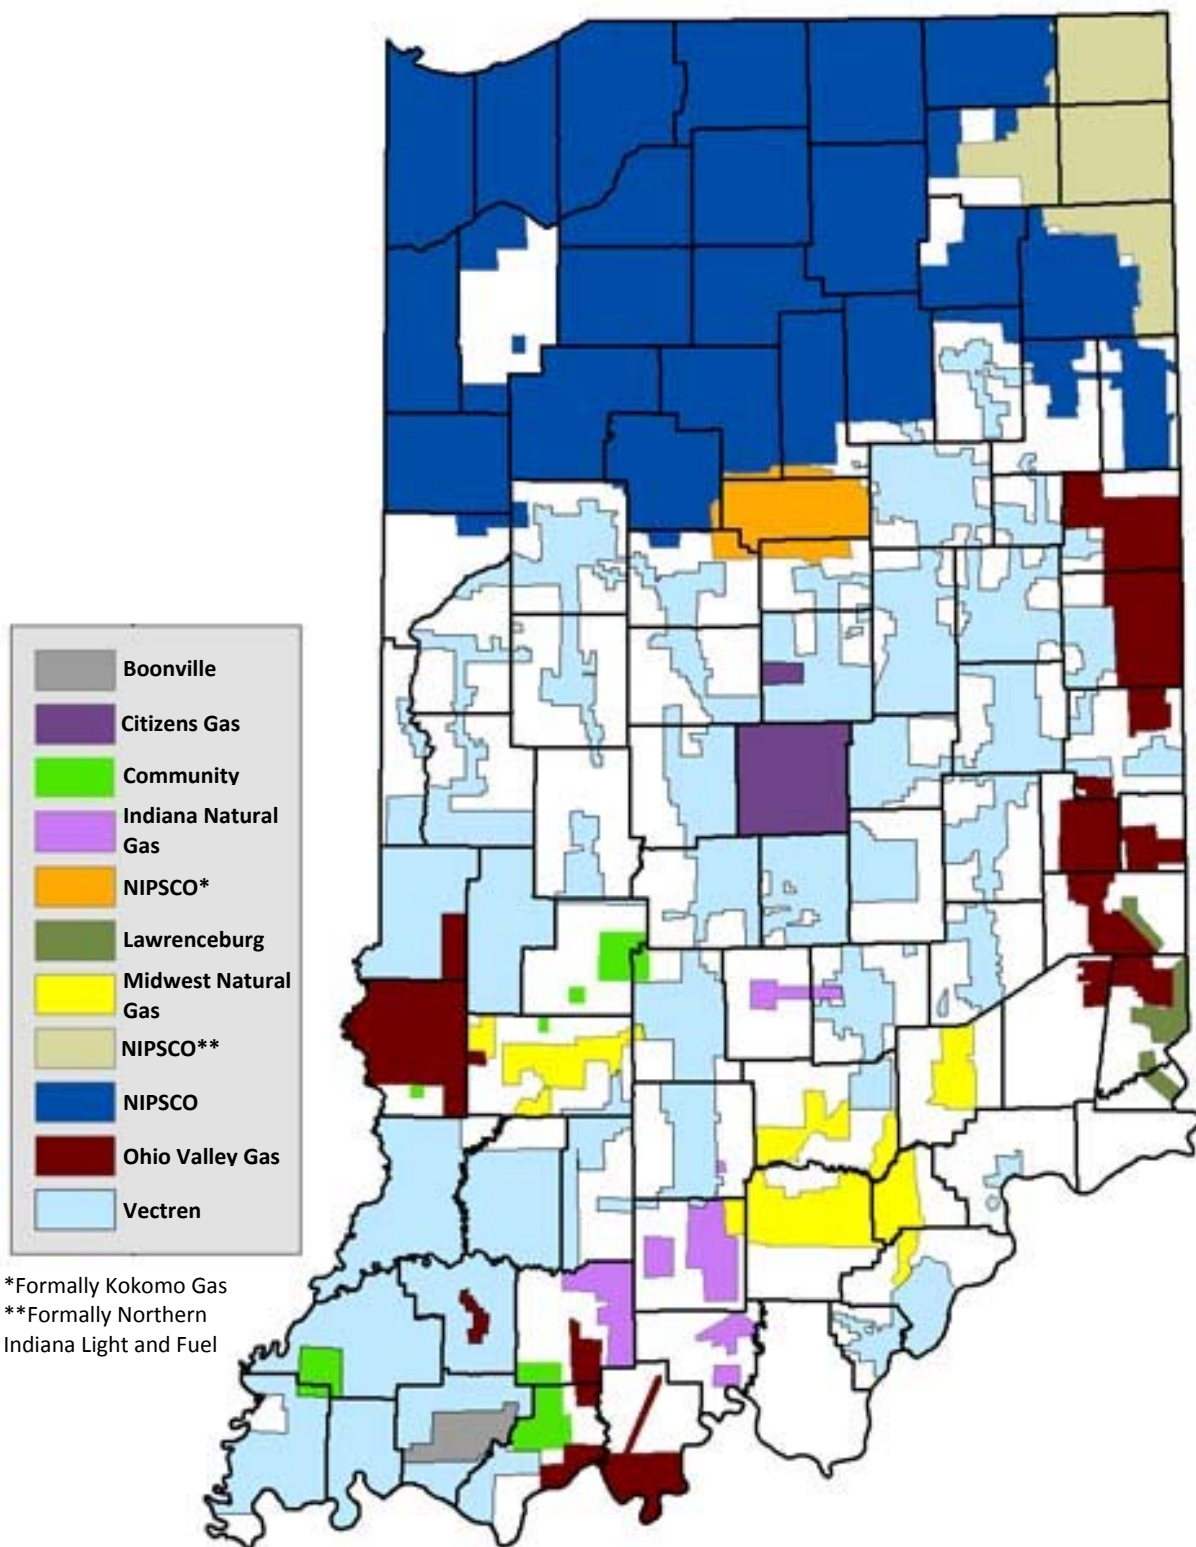 Boonville
Citizens Gas
Community
Indiana Natural
Gas
NIPSCO*
Lawrenceburg
Midwest Natural
Gas
NIPSCO**
NIPSCO
Ohio Valley Gas
Vectren
*Formally Kokomo Gas
**Formally Northern
Indiana Light and Fuel